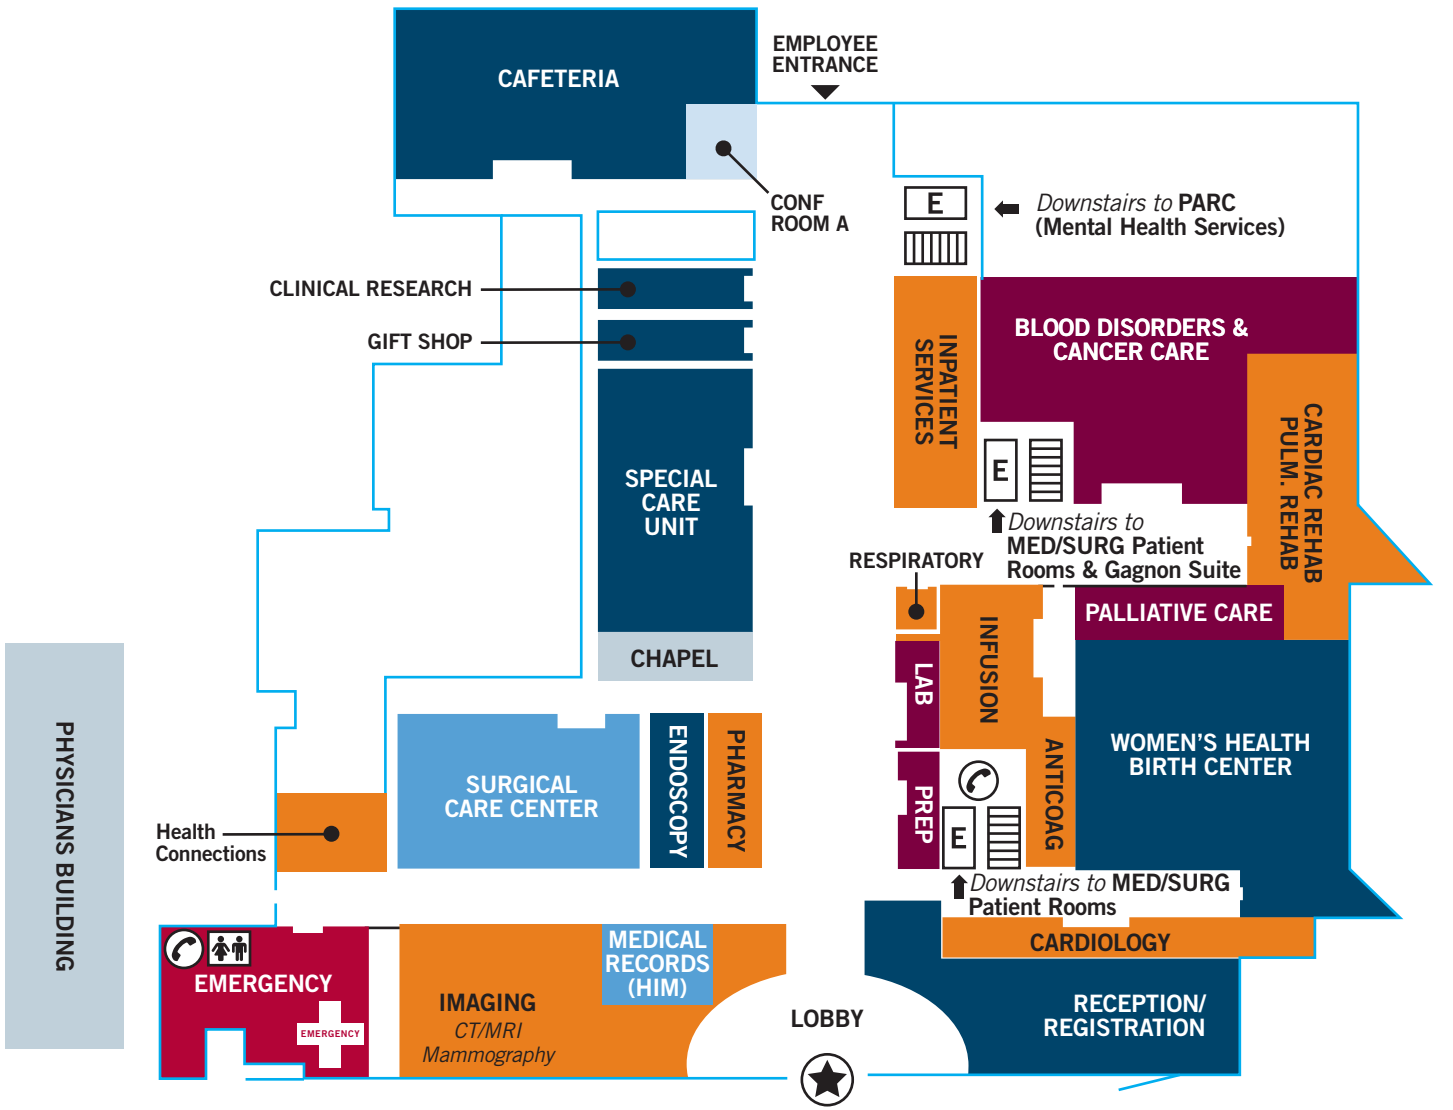 EMPLOYEE
ENTRANCE
CAFETERIA
CONF
ROOM A
E
Downstairs to PARC
(Mental Health Services)
CLINICAL RESEARCH
GIFT SHOP
INPATIENT
SERVICES
BLOOD DISORDERS &
CANCER CARE
CARDIAC REHAB
PULM. REHAB
SPECIAL
CARE
UNIT
E
Downstairs to
MED/SURG Patient
Rooms & Gagnon Suite
RESPIRATORY
PALLIATIVE CARE
INFUSION
CHAPEL
LAB
PHYSICIANS BUILDING
SURGICAL
CARE CENTER
ENDOSCOPY
PHARMACY
ANTICOAG
WOMEN'S HEALTH
BIRTH CENTER
PREP
E
Health
Connections
Downstairs to MED/SURG
Patient Rooms
CARDIOLOGY
EMERGENCY
EMERGENCY
IMAGING
CT/MRI
Mammography
MEDICAL
RECORDS
(HIM)
LOBBY
RECEPTION/
REGISTRATION